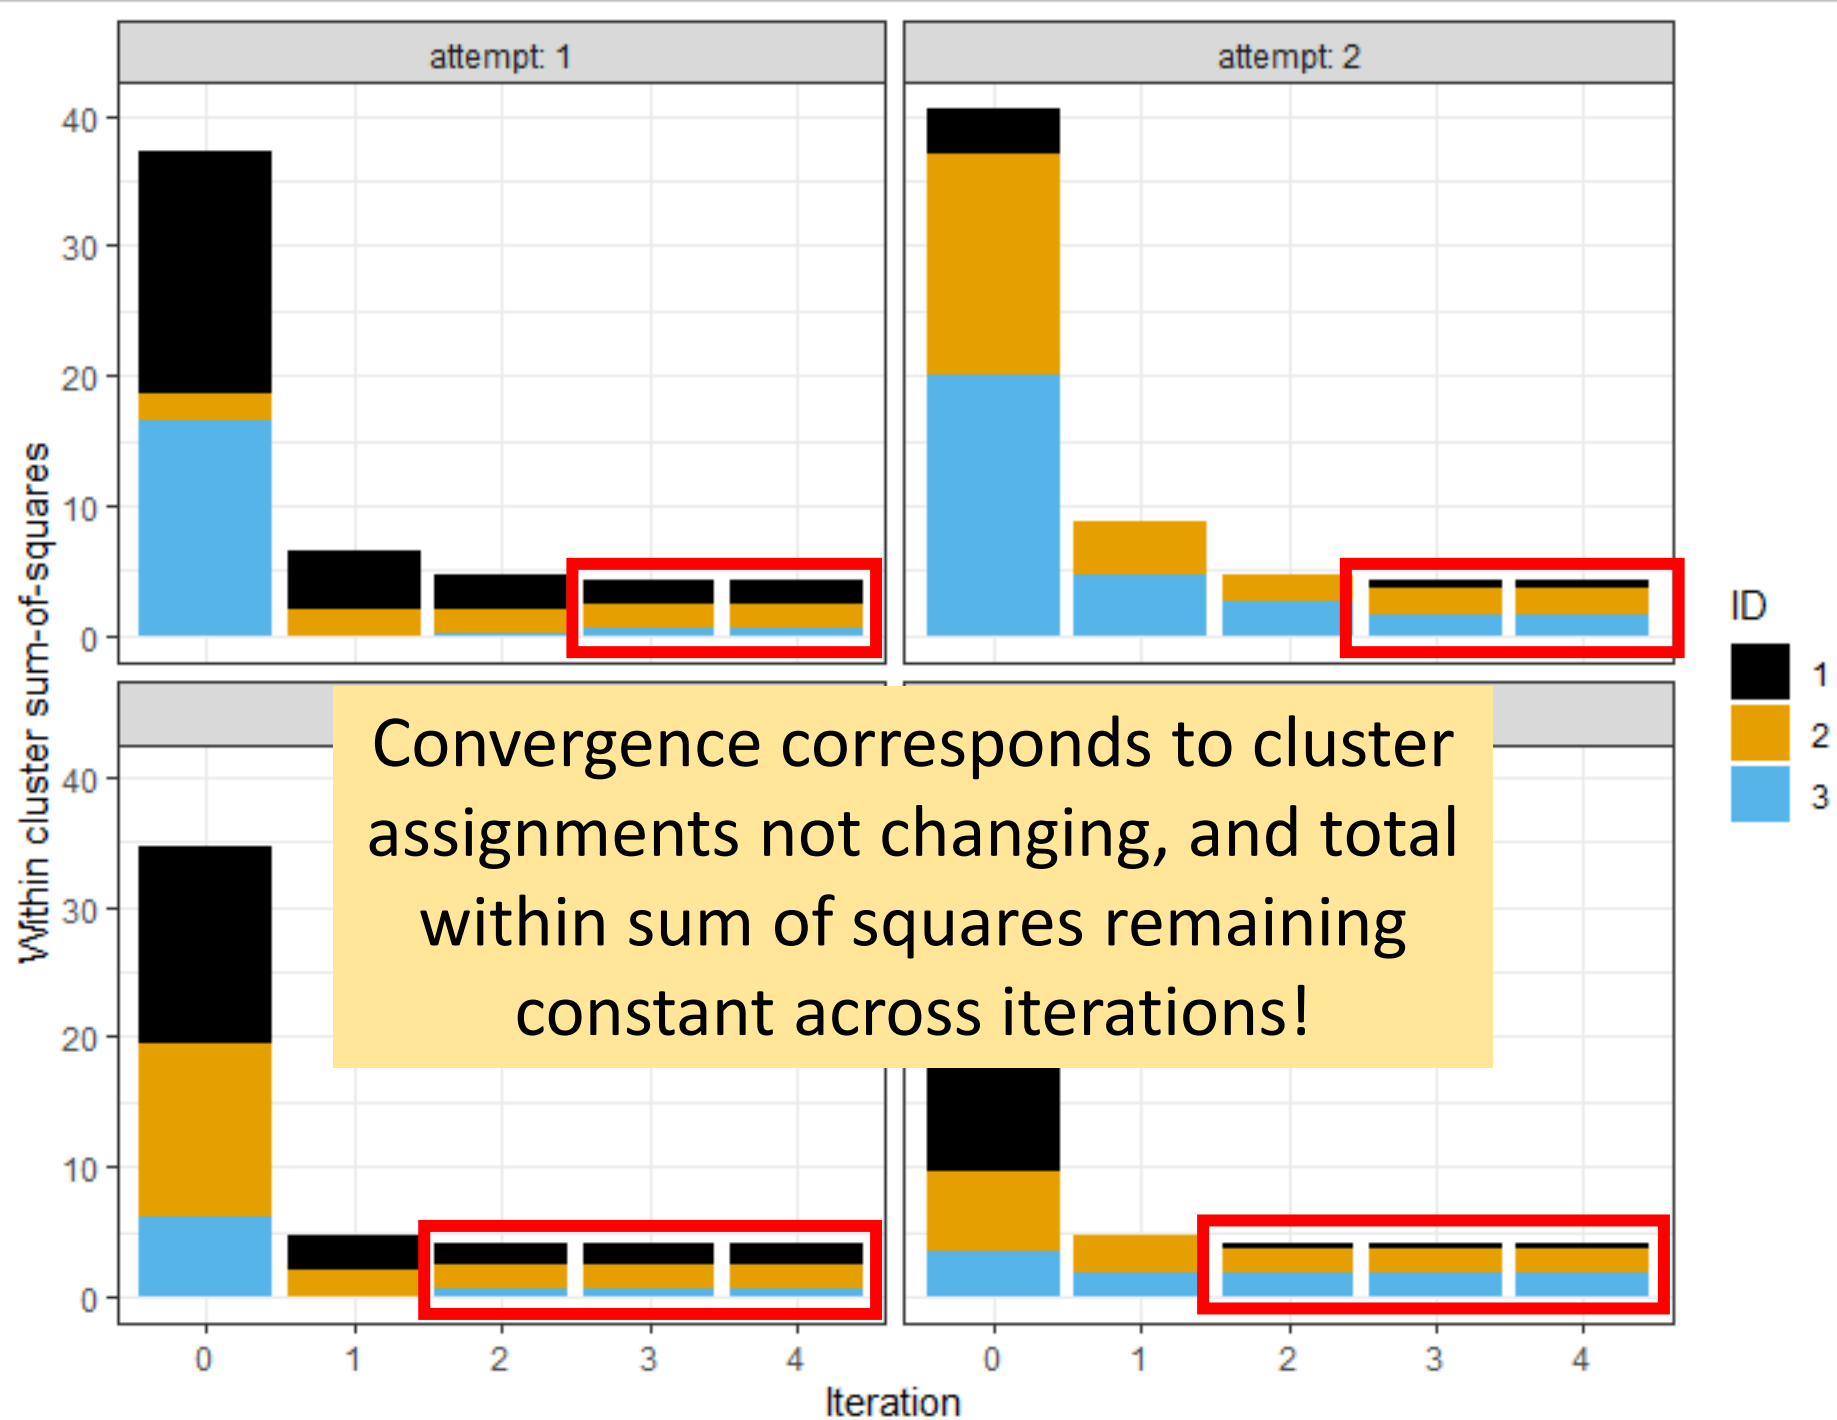 attempt: 1
attempt: 2
Within cluster sum-of-squares
40
30
20
10
0
40
30
20
10
0
Convergence corresponds to cluster
assignments not changing, and total
within sum of squares remaining
constant across iterations!
0 1 2 3 4
0 1 2 3 4
Iteration
ID
1
2
3